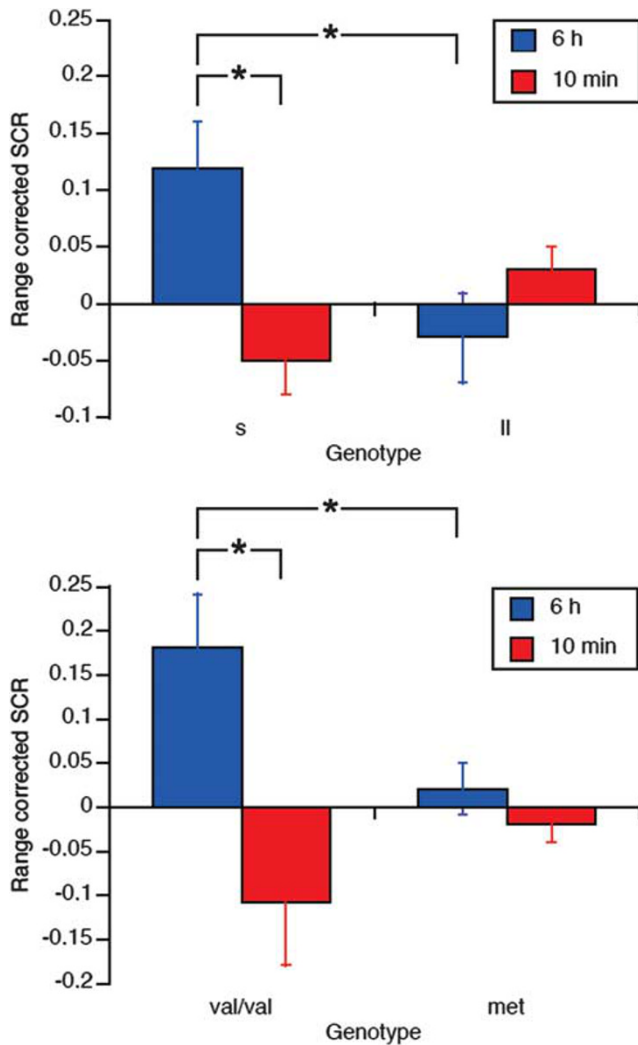 0.25
0.2
0.15
0.1
0.05
0
-0.05
-0.1
Range corrected SCR
*
*
6 h
10 min
s
ll
Genotype
*
*
0.25
0.2
0.15
0.1
0.05
0
-0.05
-0.1
-0.15
-0.2
Range corrected SCR
6 h
10 min
val/val
met
Genotype